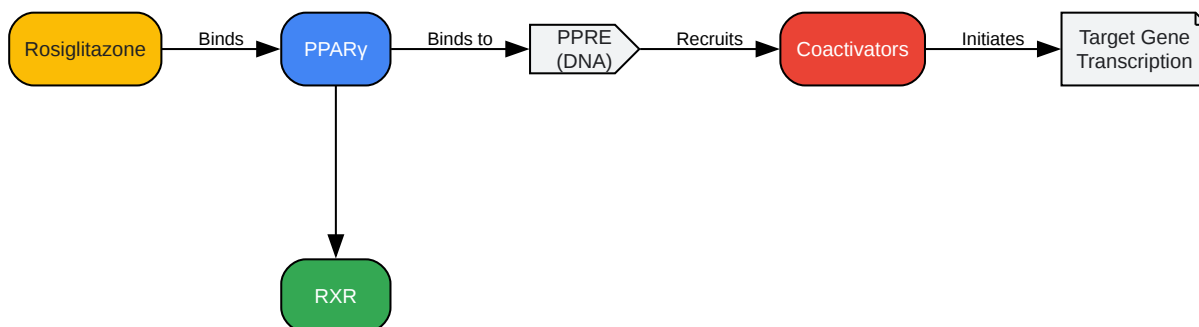 Rosiglitazone
Binds
PPARγ
Binds to
PPRE
(DNA)
Recruits
Coactivators
Initiates
Target Gene
Transcription
RXR